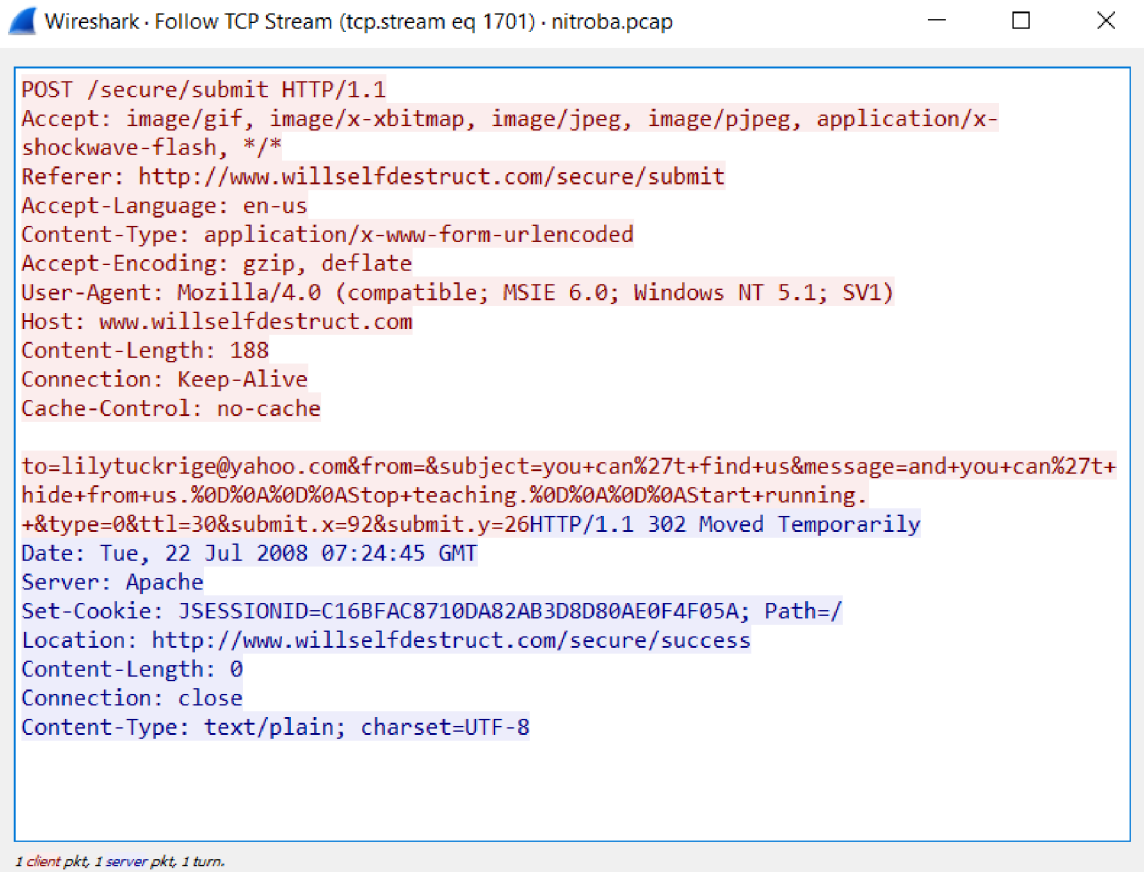 Wireshark · Follow TCP Stream (tcp.stream eq 1701) · nitroba.pcap
POST /secure/submit HTTP/1.1
Accept: image/gif, image/x-xbitmap, image/jpeg, image/pjpeg, application/x-
shockwave-flash, */*
Referer: http://www.willselfdestruct.com/secure/submit
Accept-Language: en-us
Content-Type: application/x-www-form-urlencoded
Accept-Encoding: gzip, deflate
User-Agent: Mozilla/4.0 (compatible; MSIE 6.0; Windows NT 5.1; SV1)
Host: www.willselfdestruct.com
Content-Length: 188
Connection: Keep-Alive
Cache-Control: no-cache
to=lilytuckrige@yahoo.com&from=&subject=you+can%27t+find+us&message=and+you+can%27t+
hide+from+us.%0D%0A%0D%0AStop+teaching.%0D%0A%0D%0AStart+running.
+&type=0&ttl=30&submit.x=92&submit.y=26HTTP/1.1 302 Moved Temporarily
Date: Tue, 22 Jul 2008 07:24:45 GMT
Server: Apache
Set-Cookie: JSESSIONID=C16BFAC8710DA82AB3D8D80AE0F4F05A; Path=/
Location: http://www.willselfdestruct.com/secure/success
Content-Length: 0
Connection: close
Content-Type: text/plain; charset=UTF-8
1 client pkt, 1 server pkt, 1 turn.